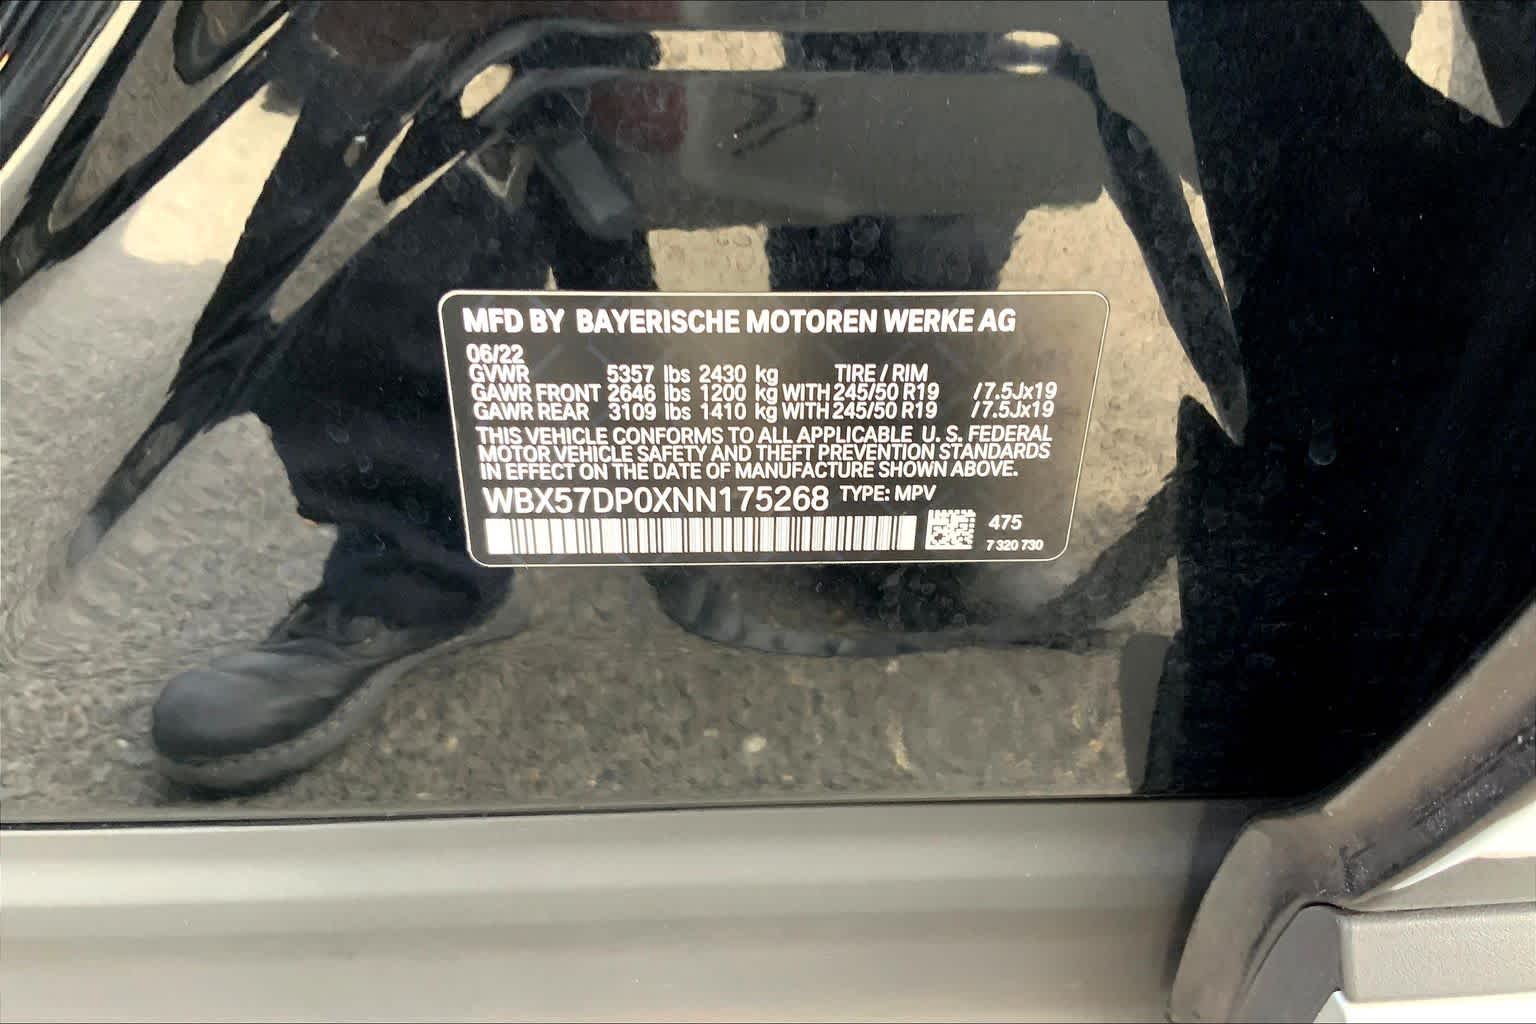 MFD BY BAYERISCHE MOTOREN WERKE AG
06/22
GVWR 5357 lbs 2430 kg TIRE / RIM
GAWR FRONT 2646 lbs 1200 kg WITH 245/50 R19 /7.5Jx19
GAWR REAR 3109 lbs 1410 kg WITH 245/50 R19 /7.5Jx19
THIS VEHICLE CONFORMS TO ALL APPLICABLE U. S. FEDERAL
MOTOR VEHICLE SAFETY AND THEFT PREVENTION STANDARDS
IN EFFECT ON THE DATE OF MANUFACTURE SHOWN ABOVE.
WBX57DP0XNN175268 TYPE: MPV
475
7 320 730